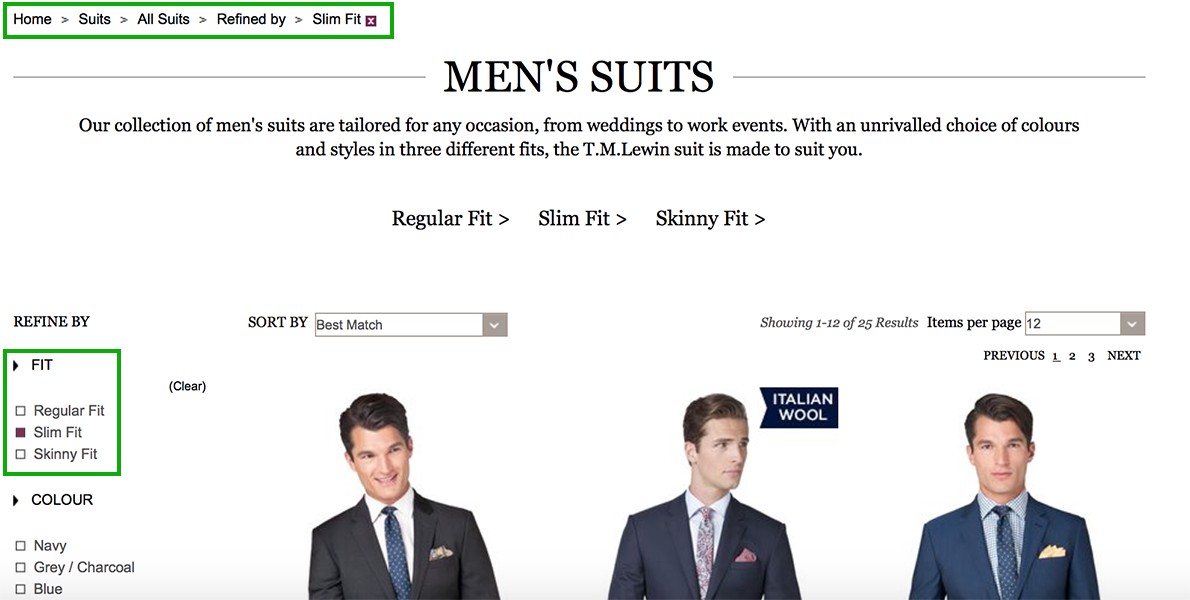 Home > Suits > All Suits > Refined by > Slim Fit x
MEN'S SUITS
Our collection of men's suits are tailored for any occasion, from weddings to work events. With an unrivalled choice of colours
and styles in three different fits, the T.M.Lewin suit is made to suit you.
Regular Fit > Slim Fit > Skinny Fit >
REFINE BY
SORT BY Best Match
Showing 1-12 of 25 Results Items per page 12
PREVIOUS 1 2 3 NEXT
FIT
(Clear)
Regular Fit
Slim Fit
Skinny Fit
COLOUR
Navy
Grey / Charcoal
Blue
ITALIAN
WOOL